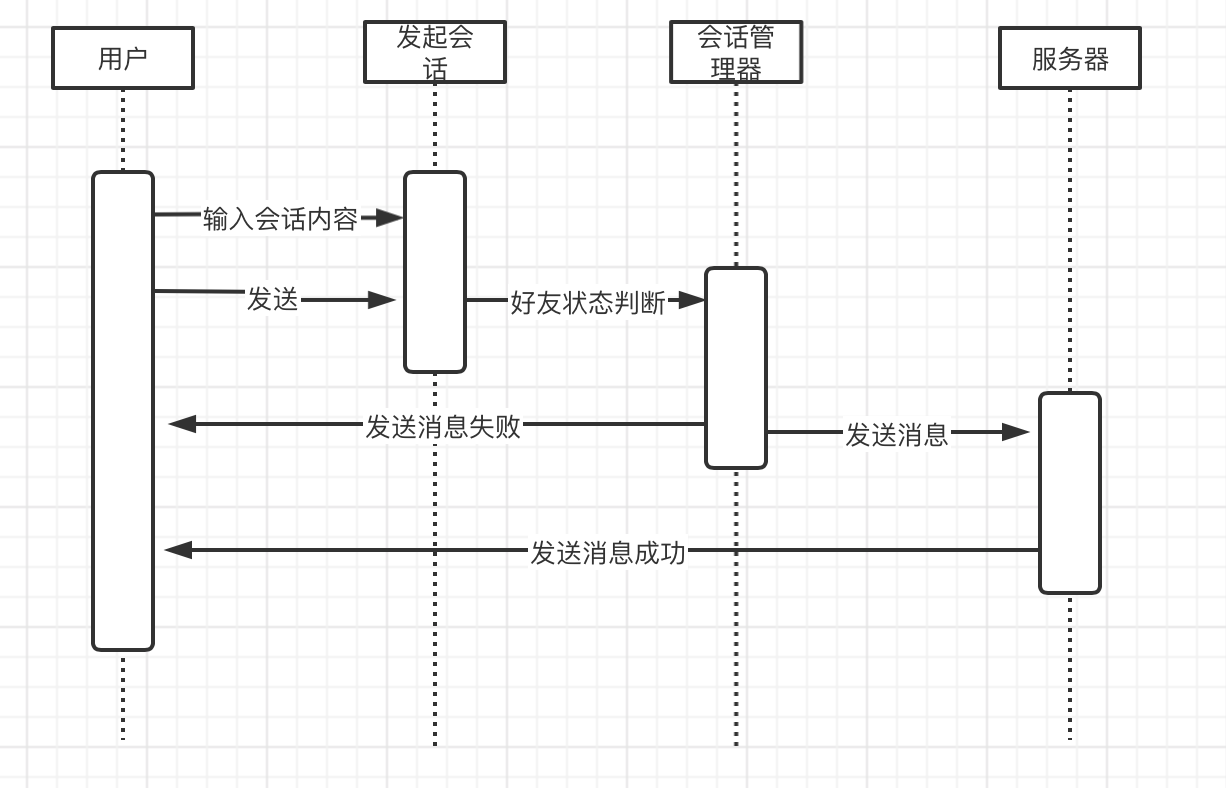 用户
发起会
话
会话管
理器
服务器
输入会话内容
发送
好友状态判断
发送消息失败
发送消息
发送消息成功